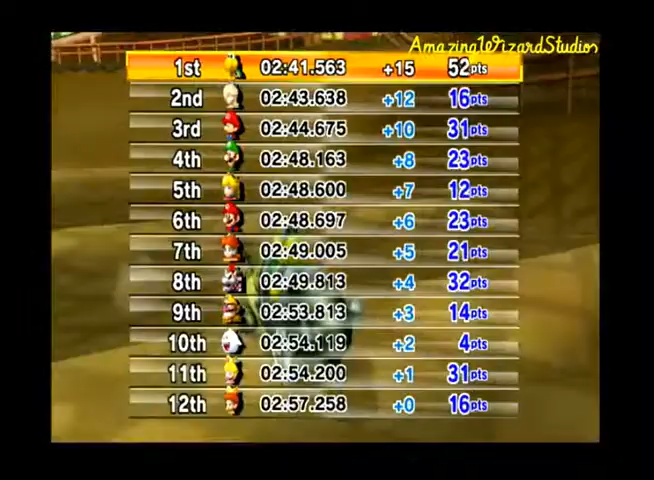 AmazingWizardStudios
1st 02:41.563 +15 52pts
2nd 02:43.638 +12 16pts
3rd 02:44.675 +10 31pts
4th 02:48.163 +8 23pts
5th 02:48.600 +7 12pts
6th 02:48.697 +6 23pts
7th 02:49.005 +5 21pts
8th 02:49.813 +4 32pts
9th 02:53.813 +3 14pts
10th 02:54.119 +2 4pts
11th 02:54.200 +1 31pts
12th 02:57.258 +0 16pts